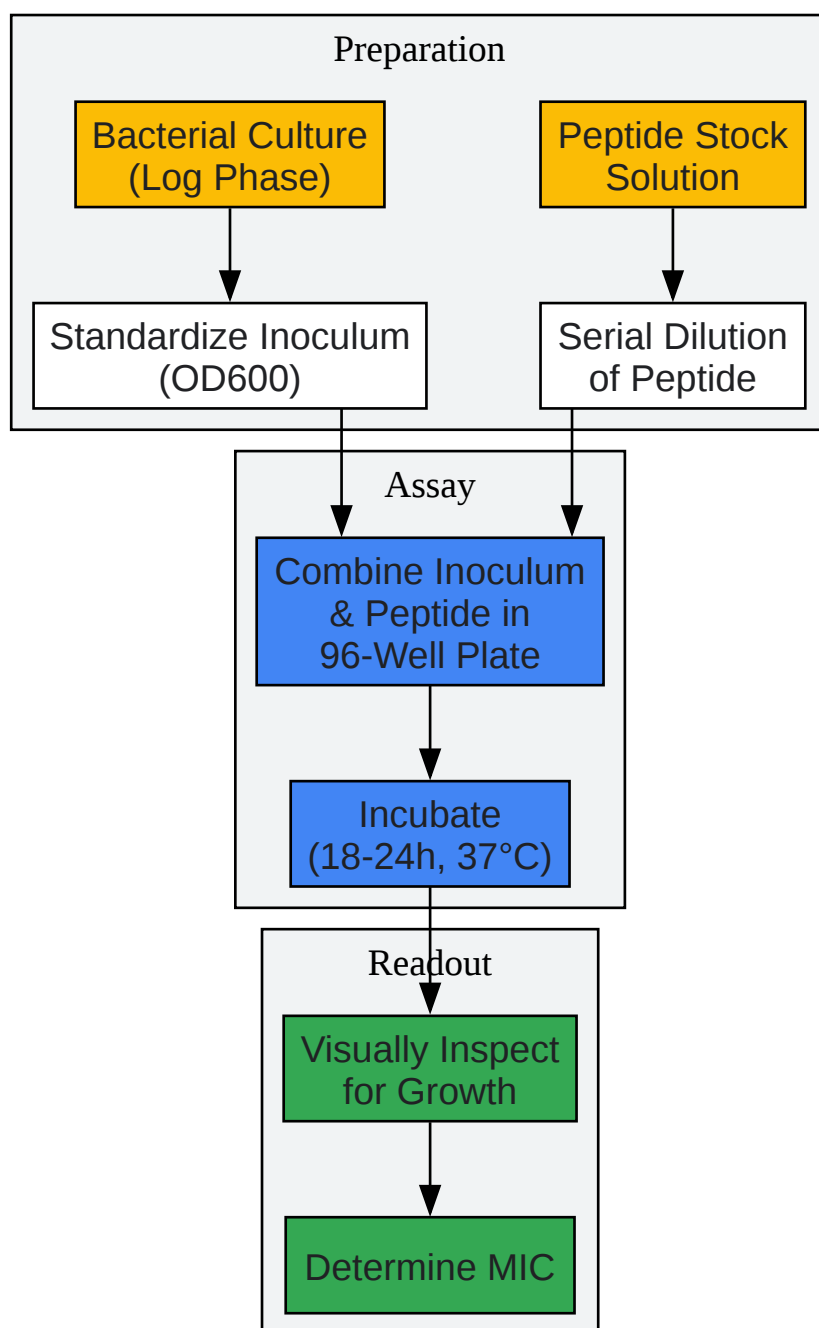 Preparation
Bacterial Culture
(Log Phase)
Peptide Stock
Solution
Standardize Inoculum
(OD600)
Serial Dilution
of Peptide
Assay
Combine Inoculum
& Peptide in
96-Well Plate
Incubate
(18-24h, 37°C)
Readout
Visually Inspect
for Growth
Determine MIC